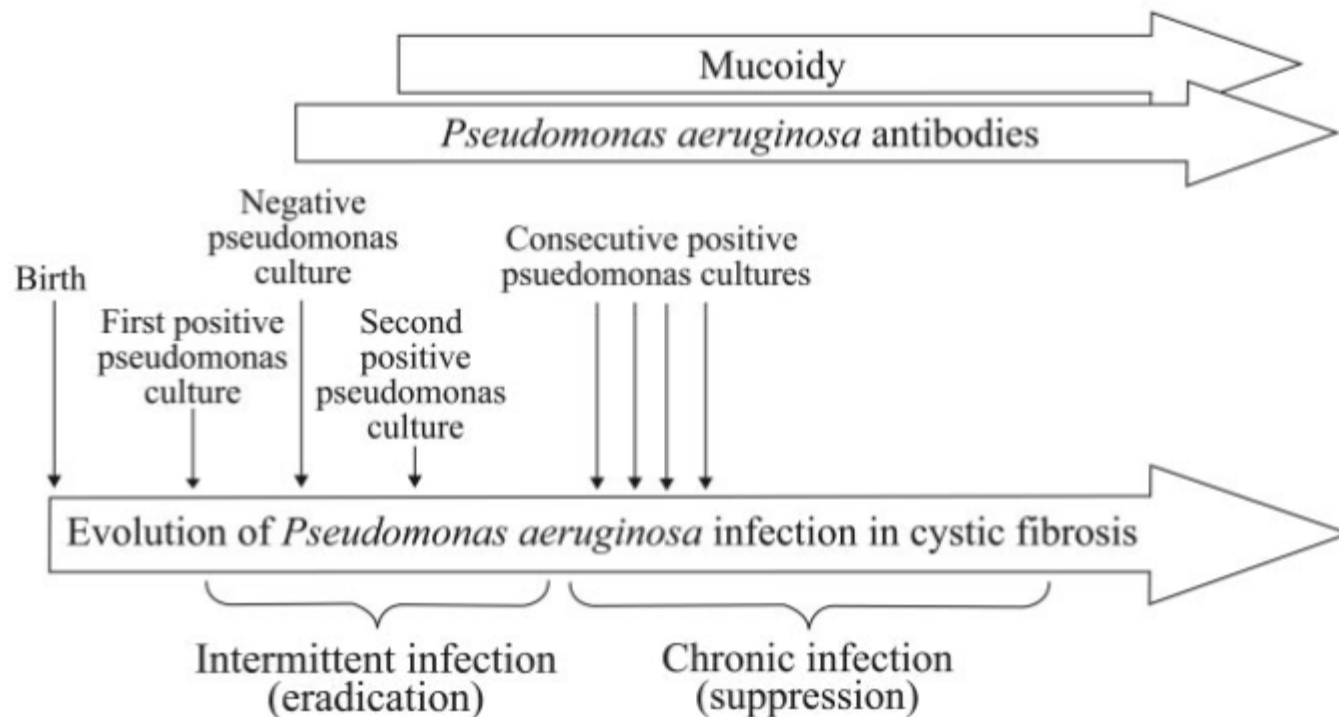 Mucoidy
Pseudomonas aeruginosa antibodies
Negative
pseudomonas
culture
Consecutive positive
psuedomonas cultures
Birth
First positive
pseudomonas
culture
Second
positive
pseudomonas
culture
Evolution of Pseudomonas aeruginosa infection in cystic fibrosis
Intermittent infection
(eradication)
Chronic infection
(suppression)